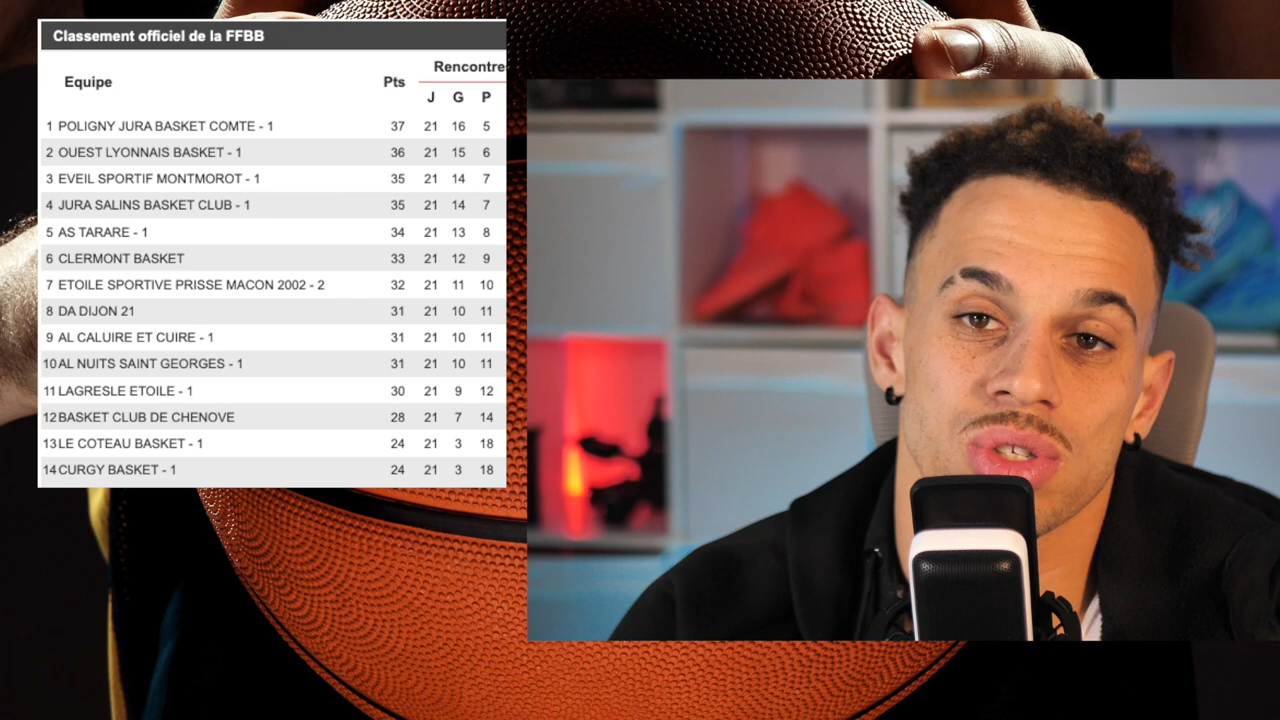 Classement officiel de la FFBB
Rencontre
Equipe Pts
J G P
1 POLIGNY JURA BASKET COMTE - 1 37 21 16 5
2 OUEST LYONNAIS BASKET - 1 36 21 15 6
3 EVEIL SPORTIF MONTMOROT - 1 35 21 14 7
4 JURA SALINS BASKET CLUB - 1 35 21 14 7
5 AS TARARE - 1 34 21 13 8
6 CLERMONT BASKET 33 21 12 9
7 ETOILE SPORTIVE PRISSE MACON 2002 - 2 32 21 11 10
8 DA DIJON 21 31 21 10 11
9 AL CALUIRE ET CUIRE - 1 31 21 10 11
10 AL NUITS SAINT GEORGES - 1 31 21 10 11
11 LAGRESLE ETOILE - 1 30 21 9 12
12 BASKET CLUB DE CHENOVE 28 21 7 14
13 LE COTEAU BASKET - 1 24 21 3 18
14 CURGY BASKET - 1 24 21 3 18